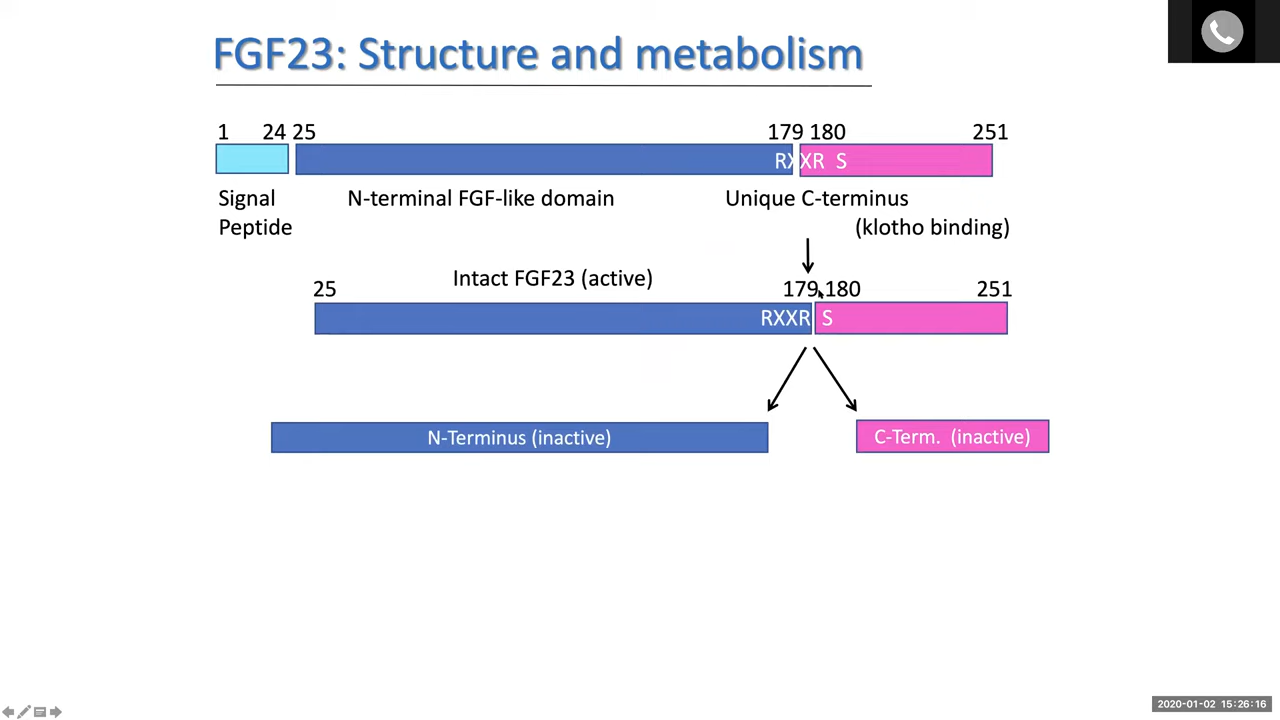 FGF23: Structure and metabolism
1 24 25 179 180 251
RXXR S
Signal
Peptide
N-terminal FGF-like domain
Unique C-terminus
(klotho binding)
Intact FGF23 (active)
25 179 180 251
RXXR S
N-Terminus (inactive)
C-Term. (inactive)
2020-01-02 15:26:16